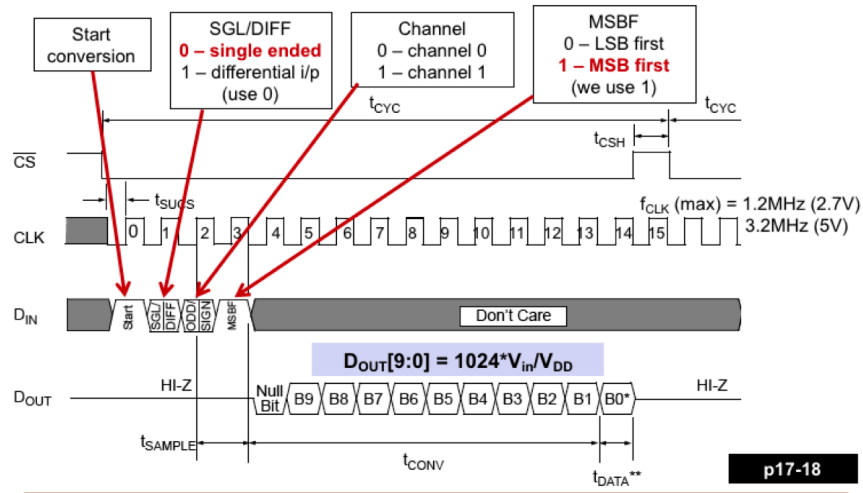 Start
conversion
SGL/DIFF
0 – single ended
1 – differential i/p
(use 0)
Channel
0 – channel 0
1 – channel 1
MSBF
0 – LSB first
1 – MSB first
(we use 1)
tCYC
tCYC
tCSH
CS
tSUCS
fCLK (max) = 1.2MHz (2.7V)
3.2MHz (5V)
CLK
0 1 2 3 4 5 6 7 8 9 10 11 12 13 14 15
DIN
Start
SGL/
DIFF
ODD/
SIGN
MSBF
Don't Care
DOUT[9:0] = 1024*Vin/VDD
HI-Z
HI-Z
DOUT
Null
Bit
B9 B8 B7 B6 B5 B4 B3 B2 B1 B0*
tSAMPLE
tCONV
tDATA**
p17-18